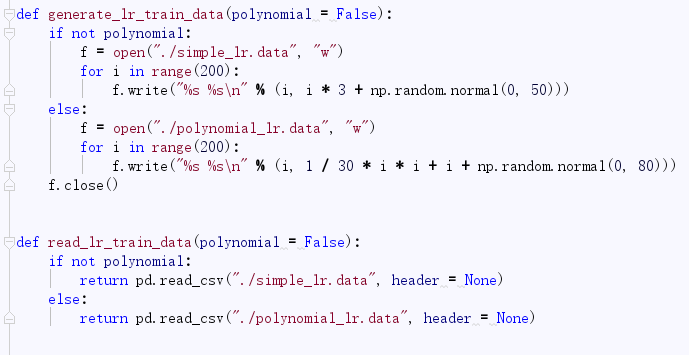 def generate_lr_train_data(polynomial = False):
    if not polynomial:
        f = open("./simple_lr.data", "w")
        for i in range(200):
            f.write("%s %s\n" % (i, i * 3 + np.random.normal(0, 50)))
    else:
        f = open("./polynomial_lr.data", "w")
        for i in range(200):
            f.write("%s %s\n" % (i, 1 / 30 * i * i + i + np.random.normal(0, 80)))
    f.close()
def read_lr_train_data(polynomial = False):
    if not polynomial:
        return pd.read_csv("./simple_lr.data", header = None)
    else:
        return pd.read_csv("./polynomial_lr.data", header = None)